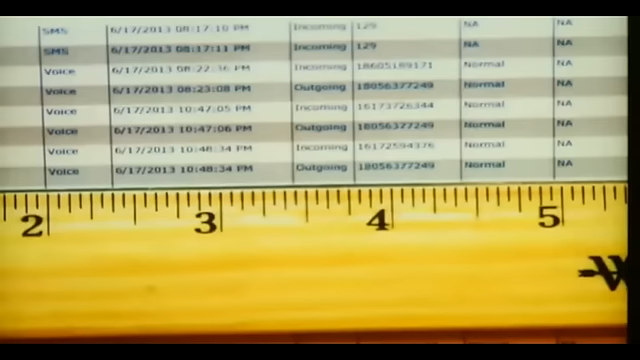 SMS 6/17/2013 08:17:10 PM Incoming 129 NA NA
SMS 6/17/2013 08:17:11 PM Incoming 129 NA NA
Voice 6/17/2013 08:22:36 PM Incoming 18605189171 Normal NA
Voice 6/17/2013 08:23:08 PM Outgoing 18056377249 Normal NA
Voice 6/17/2013 10:47:05 PM Incoming 16173726344 Normal NA
Voice 6/17/2013 10:47:06 PM Outgoing 18056377249 Normal NA
Voice 6/17/2013 10:48:34 PM Incoming 16172594376 Normal NA
Voice 6/17/2013 10:48:34 PM Outgoing 18056377249 Normal NA
2 3 4 5
W